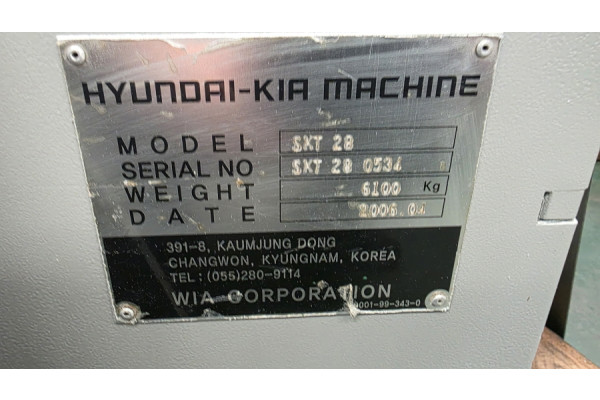 HYUNDAI-KIA MACHINE
MODEL SKT 28
SERIAL NO SKT 28 0534
WEIGHT 6100 Kg
DATE 2006.04
391-8, KAUMJUNG DONG
CHANGWON, KYUNGNAM, KOREA
TEL : (055)280-9114
WIA CORPORATION